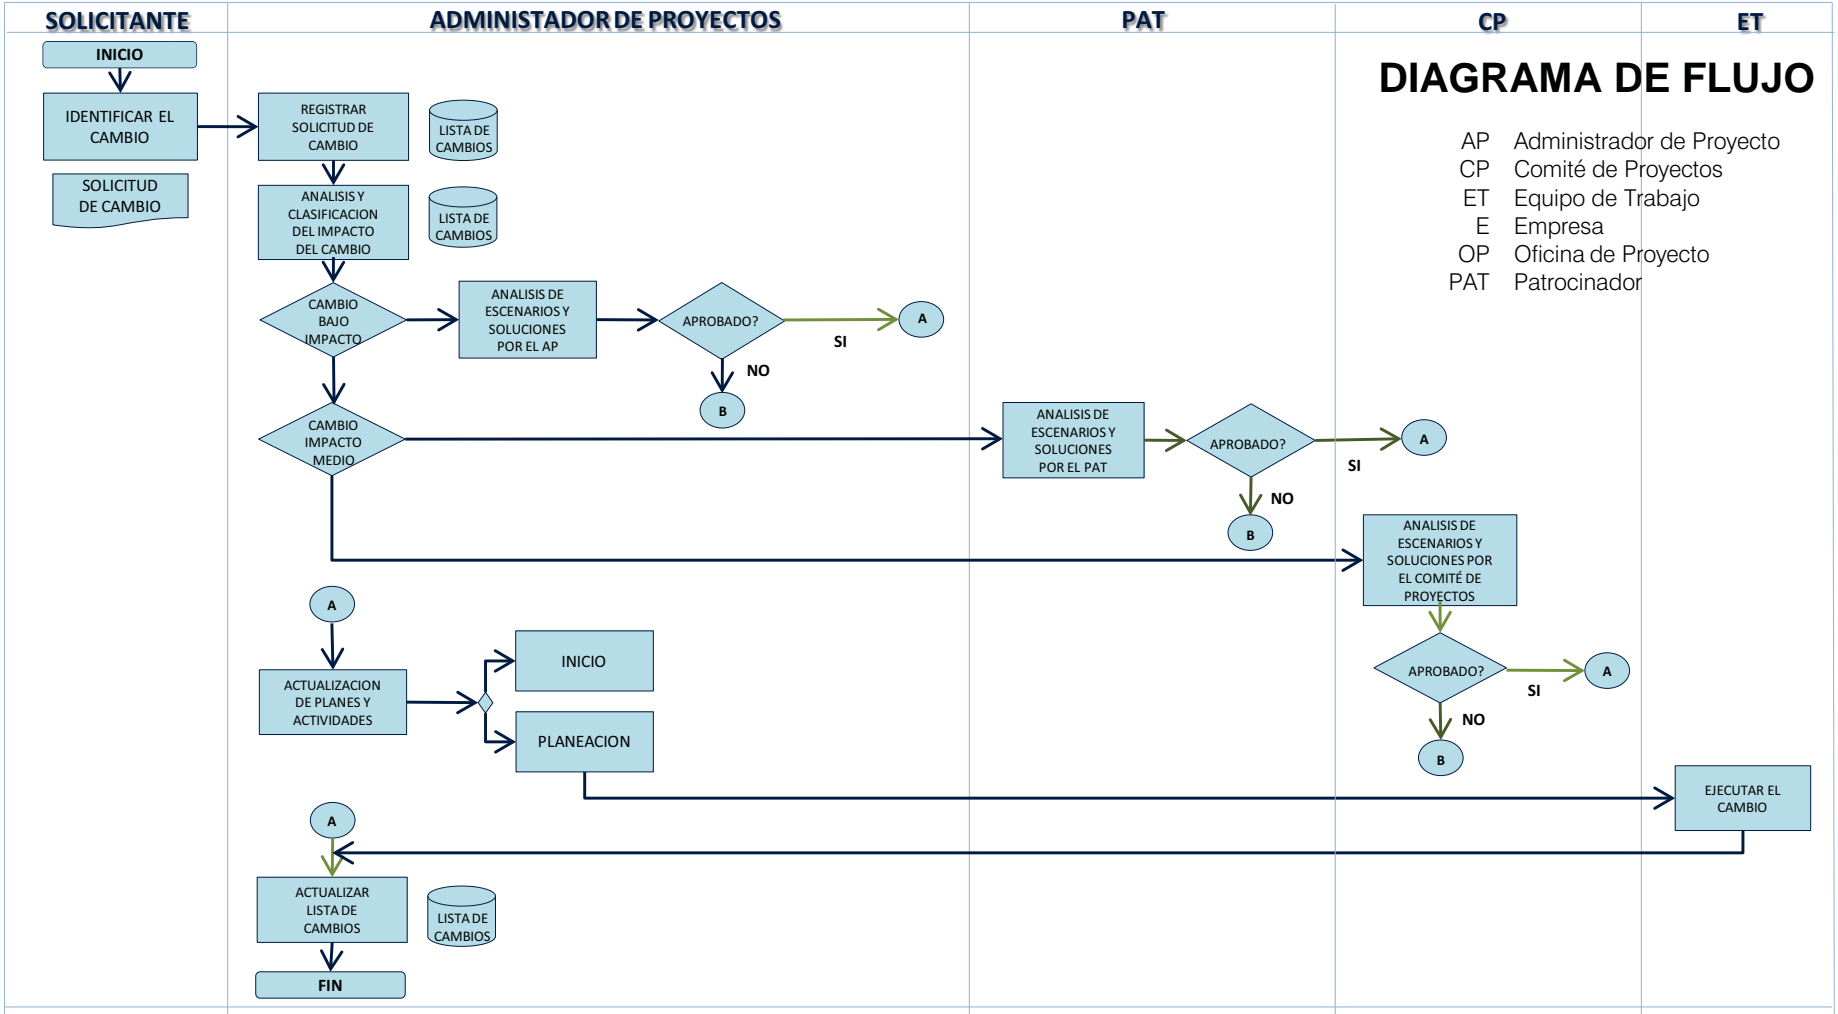 SOLICITANTE
ADMINISTADOR DE PROYECTOS
PAT
CP
ET
DIAGRAMA DE FLUJO
AP Administrador de Proyecto
CP Comité de Proyectos
ET Equipo de Trabajo
E Empresa
OP Oficina de Proyecto
PAT Patrocinador
INICIO
IDENTIFICAR EL
CAMBIO
SOLICITUD
DE CAMBIO
REGISTRAR
SOLICITUD DE
CAMBIO
LISTA DE
CAMBIOS
ANALISIS Y
CLASIFICACION
DEL IMPACTO
DEL CAMBIO
LISTA DE
CAMBIOS
CAMBIO
BAJO
IMPACTO
ANALISIS DE
ESCENARIOS Y
SOLUCIONES
POR EL AP
APROBADO?
SI
A
NO
B
CAMBIO
IMPACTO
MEDIO
ANALISIS DE
ESCENARIOS Y
SOLUCIONES
POR EL PAT
APROBADO?
SI
A
NO
B
ANALISIS DE
ESCENARIOS Y
SOLUCIONES POR
EL COMITÉ DE
PROYECTOS
APROBADO?
SI
A
NO
B
A
ACTUALIZACION
DE PLANES Y
ACTIVIDADES
INICIO
PLANEACION
EJECUTAR EL
CAMBIO
A
ACTUALIZAR
LISTA DE
CAMBIOS
LISTA DE
CAMBIOS
FIN